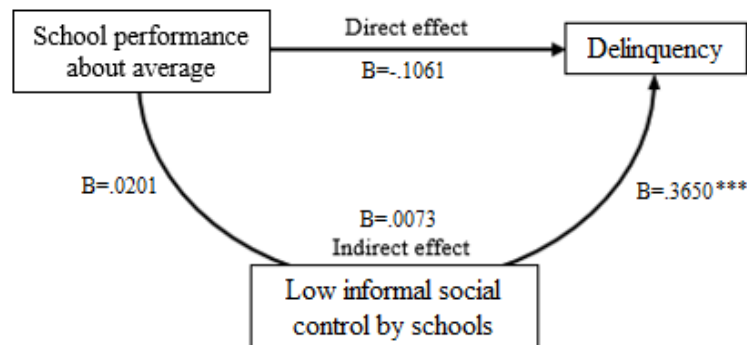 School performance
about average
Direct effect
B=-.1061
Delinquency
B=.0201
B=.0073
Indirect effect
B=.3650***
Low informal social
control by schools